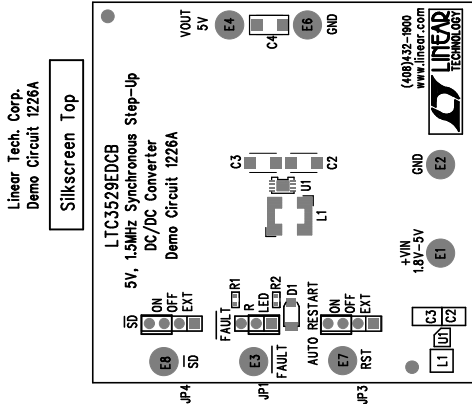 Linear Tech. Corp.
Demo Circuit 1226A
Silkscreen Top
LTC3529EDCB
5V, 1.5MHz Synchronous Step-Up
DC/DC Converter
Demo Circuit 1226A
VOUT
5V
E4
C4
E6
GND
(408)432-1900
www.linear.com
LINEAR
TECHNOLOGY
C3
C2
U1
L1
GND
E2
+VIN
1.8V-5V
E1
SD
ON
OFF
EXT
E8
SD
JP4
FAULT
R
LED
R1
R2
D1
E3
FAULT
JP1
AUTO RESTART
ON
OFF
EXT
E7
RST
JP3
C3
C2
U1
L1